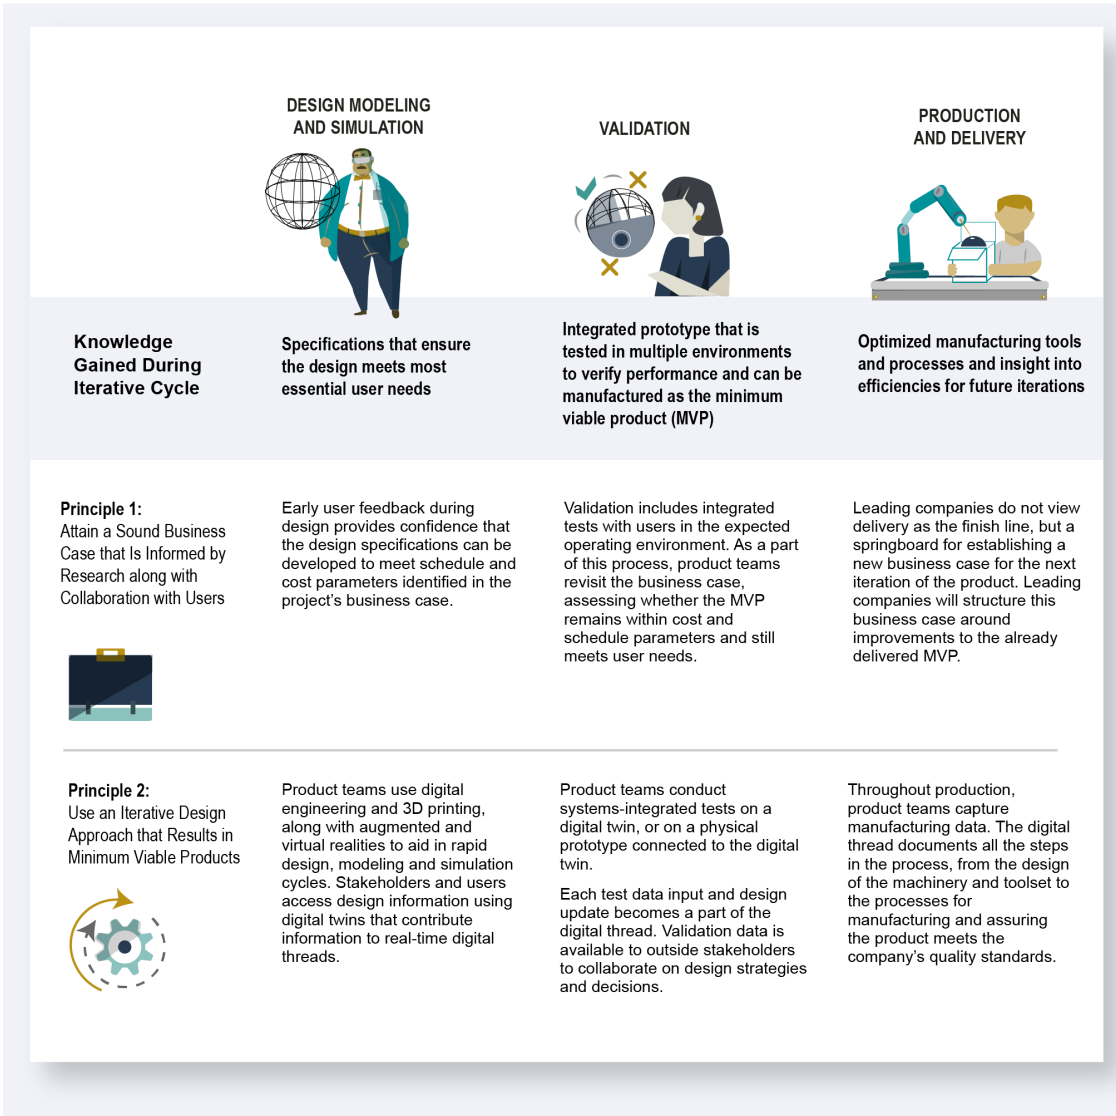 DESIGN MODELING
AND SIMULATION
VALIDATION
PRODUCTION
AND DELIVERY
Knowledge
Gained During
Iterative Cycle
Specifications that ensure
the design meets most
essential user needs
Integrated prototype that is
tested in multiple environments
to verify performance and can be
manufactured as the minimum
viable product (MVP)
Optimized manufacturing tools
and processes and insight into
efficiencies for future iterations
Principle 1:
Attain a Sound Business
Case that Is Informed by
Research along with
Collaboration with Users
Early user feedback during
design provides confidence that
the design specifications can be
developed to meet schedule and
cost parameters identified in the
project's business case.
Validation includes integrated
tests with users in the expected
operating environment. As a part
of this process, product teams
revisit the business case,
assessing whether the MVP
remains within cost and
schedule parameters and still
meets user needs.
Leading companies do not view
delivery as the finish line, but a
springboard for establishing a
new business case for the next
iteration of the product. Leading
companies will structure this
business case around
improvements to the already
delivered MVP.
Principle 2:
Use an Iterative Design
Approach that Results in
Minimum Viable Products
Product teams use digital
engineering and 3D printing,
along with augmented and
virtual realities to aid in rapid
design, modeling and simulation
cycles. Stakeholders and users
access design information using
digital twins that contribute
information to real-time digital
threads.
Product teams conduct
systems-integrated tests on a
digital twin, or on a physical
prototype connected to the digital
twin.
Each test data input and design
update becomes a part of the
digital thread. Validation data is
available to outside stakeholders
to collaborate on design strategies
and decisions.
Throughout production,
product teams capture
manufacturing data. The digital
thread documents all the steps
in the process, from the design
of the machinery and toolset to
the processes for
manufacturing and assuring
the product meets the
company's quality standards.